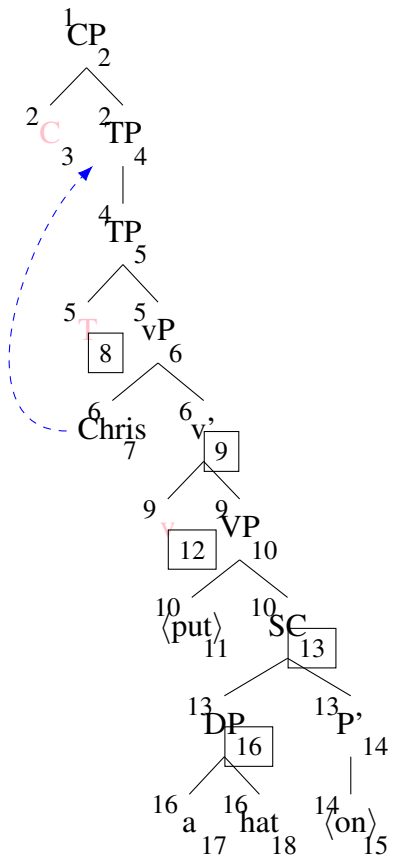 1 CP 2
2 C 3 2 TP 4
4 TP 5
5 T 8 5 vP 6
6 Chris 7 6 v’ 9
9 v 12 9 VP 10
10 ⟨put⟩ 11 10 SC 13
13 DP 16 13 P’ 14
16 a 17 16 hat 18 14 ⟨on⟩ 15